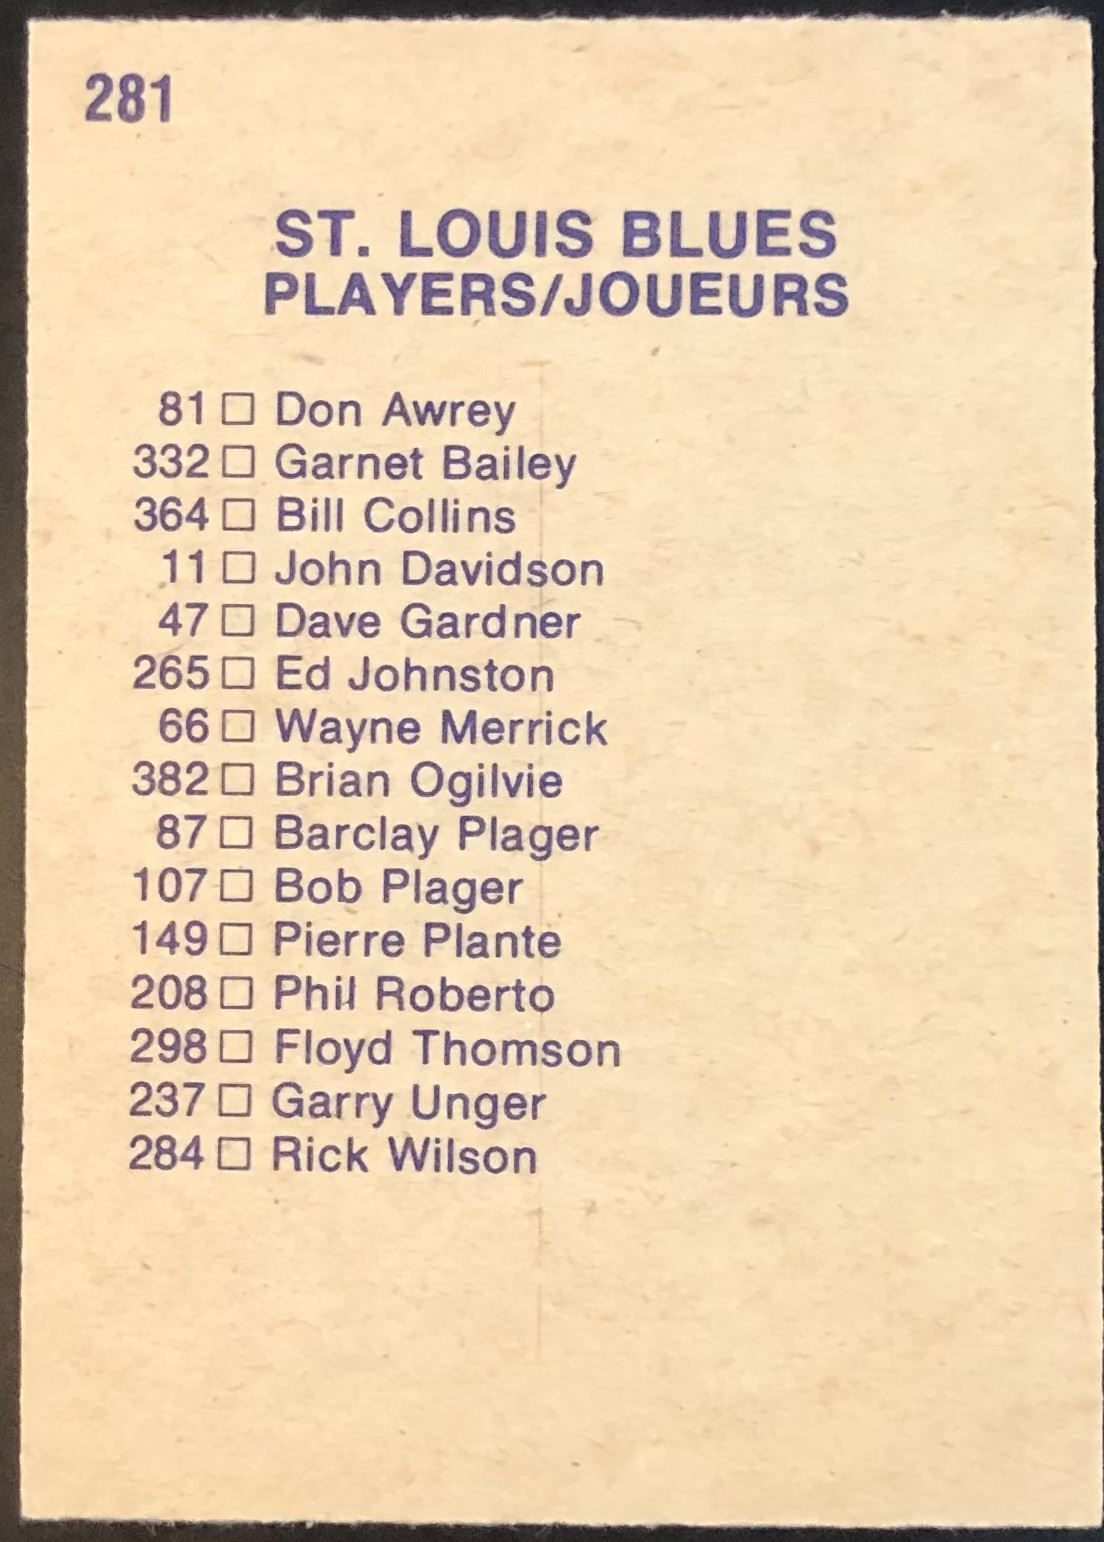 281
ST. LOUIS BLUES
PLAYERS/JOUEURS
81 □ Don Awrey
332 □ Garnet Bailey
364 □ Bill Collins
11 □ John Davidson
47 □ Dave Gardner
265 □ Ed Johnston
66 □ Wayne Merrick
382 □ Brian Ogilvie
87 □ Barclay Plager
107 □ Bob Plager
149 □ Pierre Plante
208 □ Phil Roberto
298 □ Floyd Thomson
237 □ Garry Unger
284 □ Rick Wilson